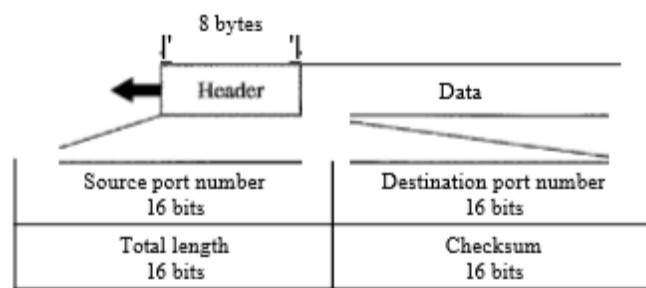 8 bytes
Header
Data
Source port number
16 bits
Destination port number
16 bits
Total length
16 bits
Checksum
16 bits